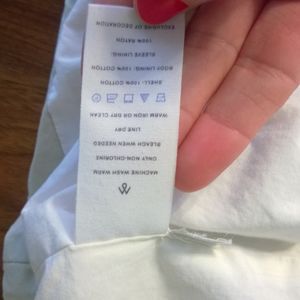 W
MACHINE WASH WARM
ONLY NON-CHLORINE
BLEACH WHEN NEEDED
LINE DRY
WARM IRON OR DRY CLEAN
SHELL: 100% COTTON
BODY LINING: 100% COTTON
SLEEVE LINING:
100% RAYON
EXCLUSIVE OF DECORATION